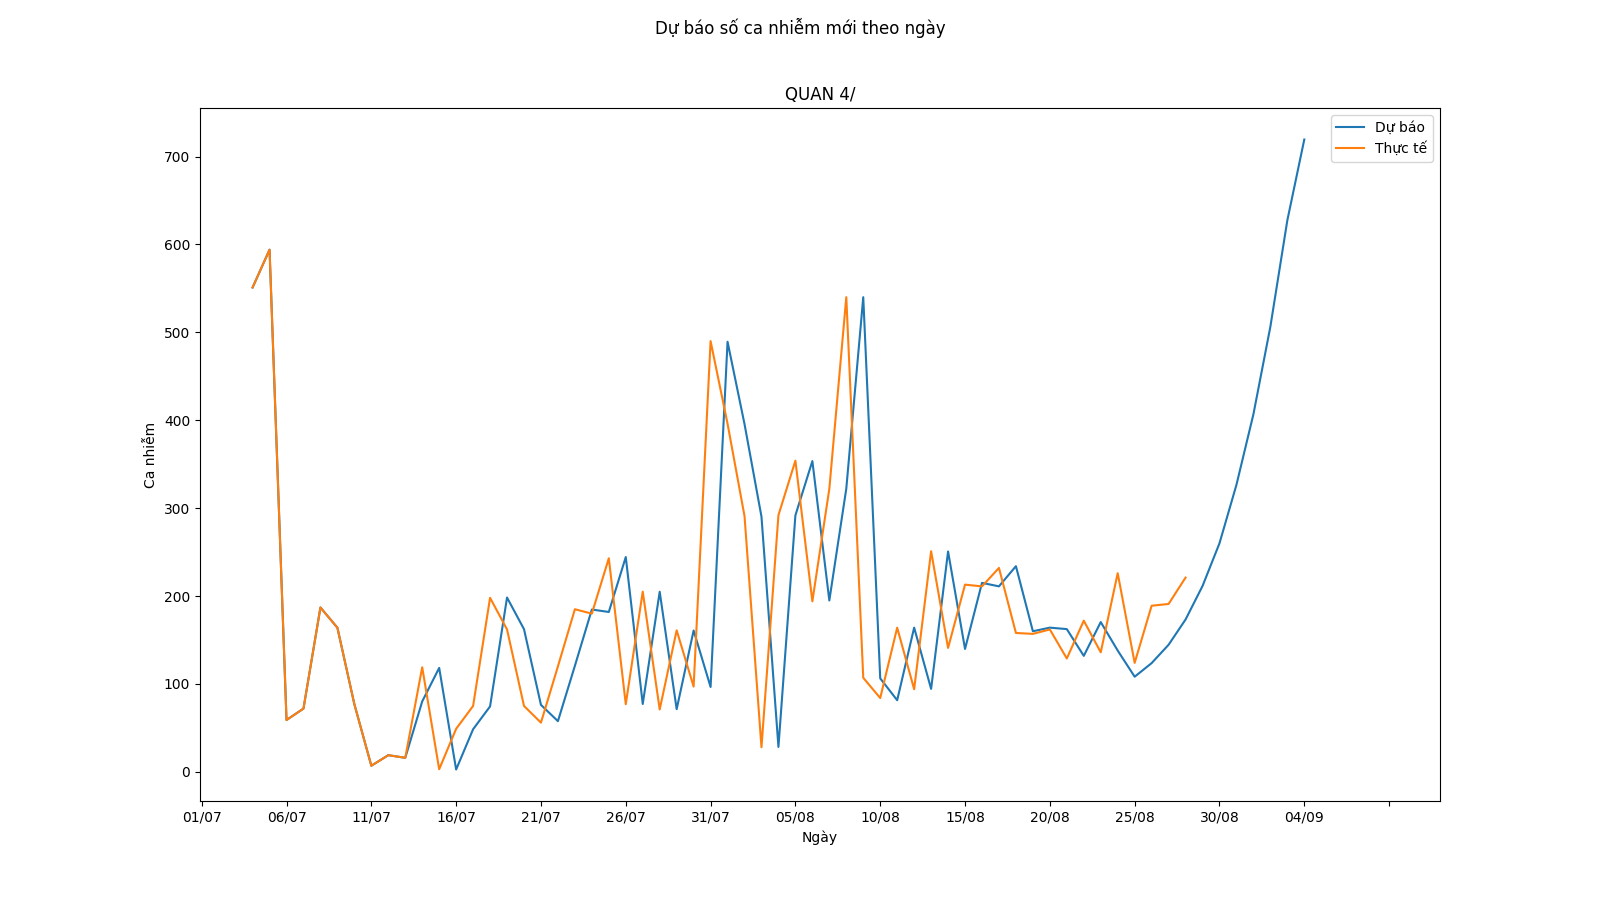 Dự báo số ca nhiễm mới theo ngày
QUAN 4/
Dự báo
Thực tế
Ca nhiễm
700
600
500
400
300
200
100
0
01/07 06/07 11/07 16/07 21/07 26/07 31/07 05/08 10/08 15/08 20/08 25/08 30/08 04/09
Ngày